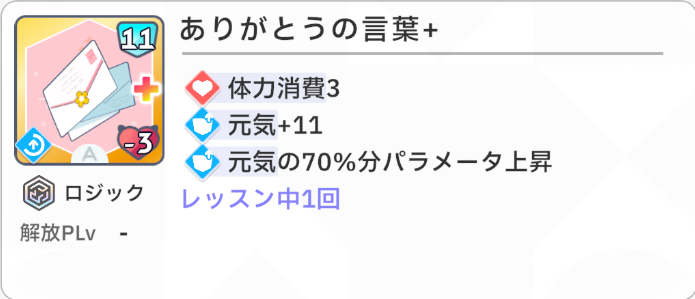 ありがとうの言葉+
11
-3
A
体力消費3
元気+11
元気の70%分パラメータ上昇
レッスン中1回
ロジック
解放PLv -